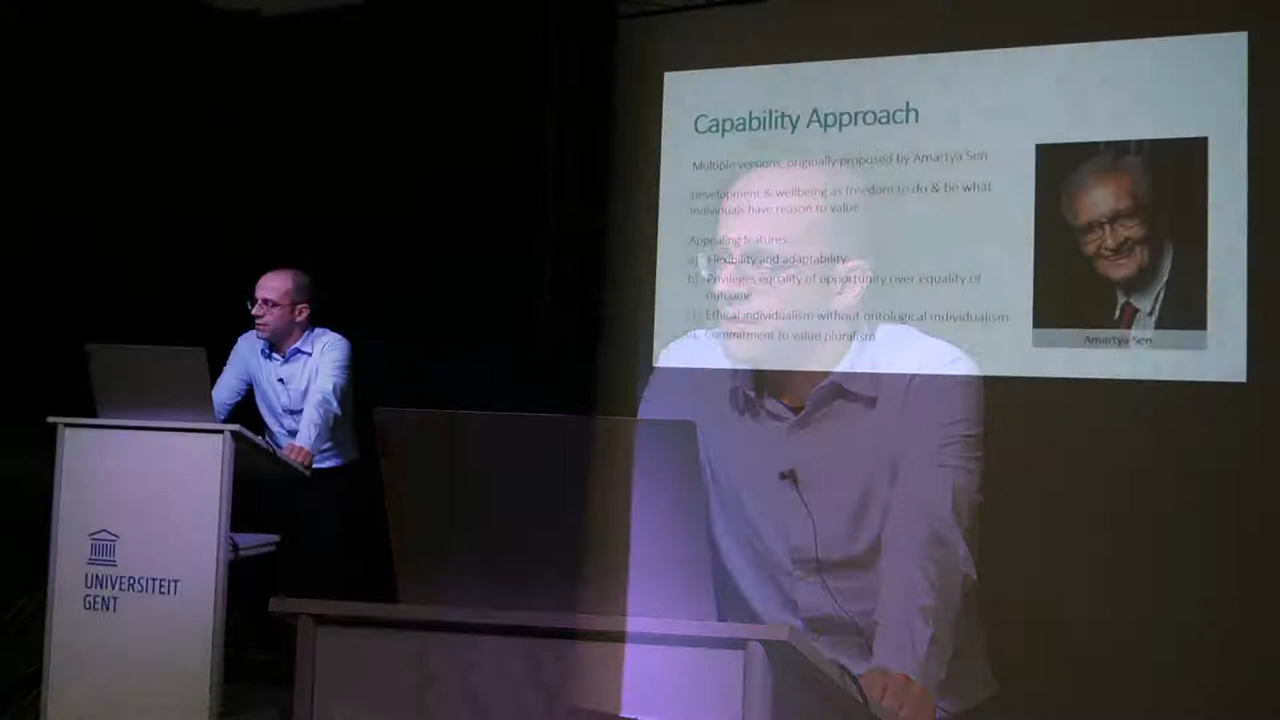 Capability Approach
Multiple versions, originally proposed by Amartya Sen
Development & wellbeing as freedom to do & be what
individuals have reason to value
Appealing features:
a) Flexibility and adaptability
b) Privileges equality of opportunity over equality of
outcome
c) Ethical individualism without ontological individualism
d) Commitment to value pluralism
Amartya Sen
UNIVERSITEIT
GENT